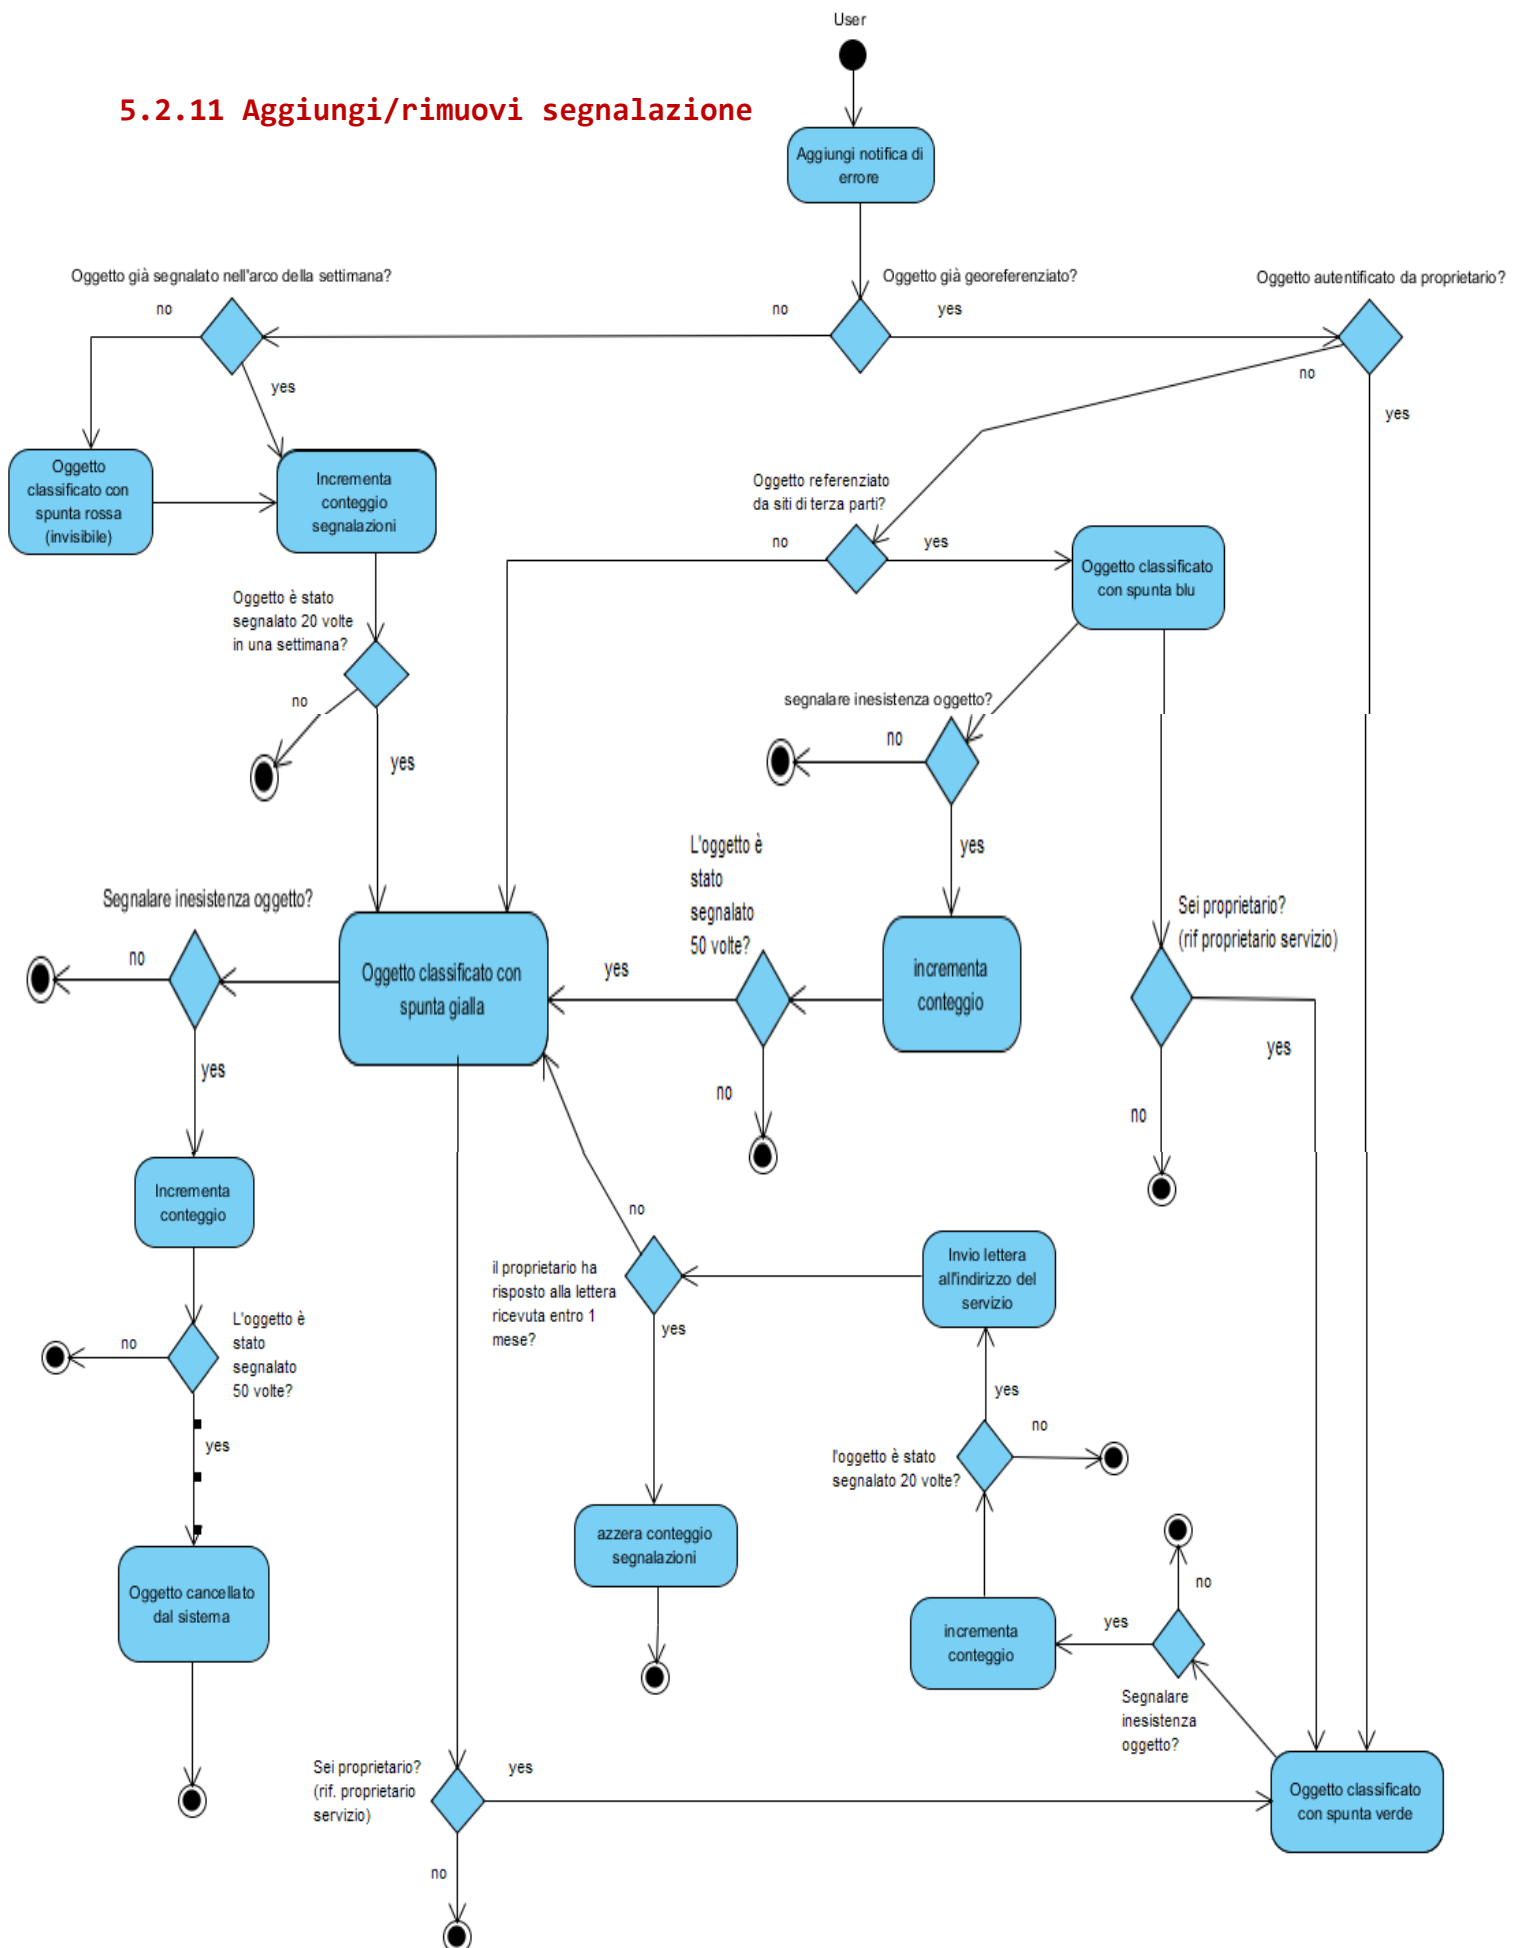 User
5.2.11 Aggiungi/rimuovi segnalazione
Aggiungi notifica di
errore
Oggetto già segnalato nell'arco della settimana?
Oggetto già georeferenziato?
Oggetto autentificato da proprietario?
no
no
yes
yes
no
yes
Oggetto
classificato con
spunta rossa
(invisibile)
Incrementa
conteggio
segnalazioni
Oggetto referenziato
da siti di terza parti?
no
yes
Oggetto classificato
con spunta blu
Oggetto è stato
segnalato 20 volte
in una settimana?
no
yes
segnalare inesistenza oggetto?
no
yes
L'oggetto è
stato
segnalato
50 volte?
Segnalare inesistenza oggetto?
no
Oggetto classificato con
spunta gialla
yes
incrementa
conteggio
Sei proprietario?
(rif proprietario servizio)
yes
yes
no
no
Incrementa
conteggio
no
il proprietario ha
risposto alla lettera
ricevuta entro 1
mese?
yes
Invio lettera
all'indirizzo del
servizio
L'oggetto è
stato
segnalato
50 volte?
no
yes
yes
no
l'oggetto è stato
segnalato 20 volte?
azzera conteggio
segnalazioni
Oggetto cancellato
dal sistema
incrementa
conteggio
yes
no
Segnalare
inesistenza
oggetto?
Sei proprietario?
(rif. proprietario
servizio)
yes
no
Oggetto classificato
con spunta verde